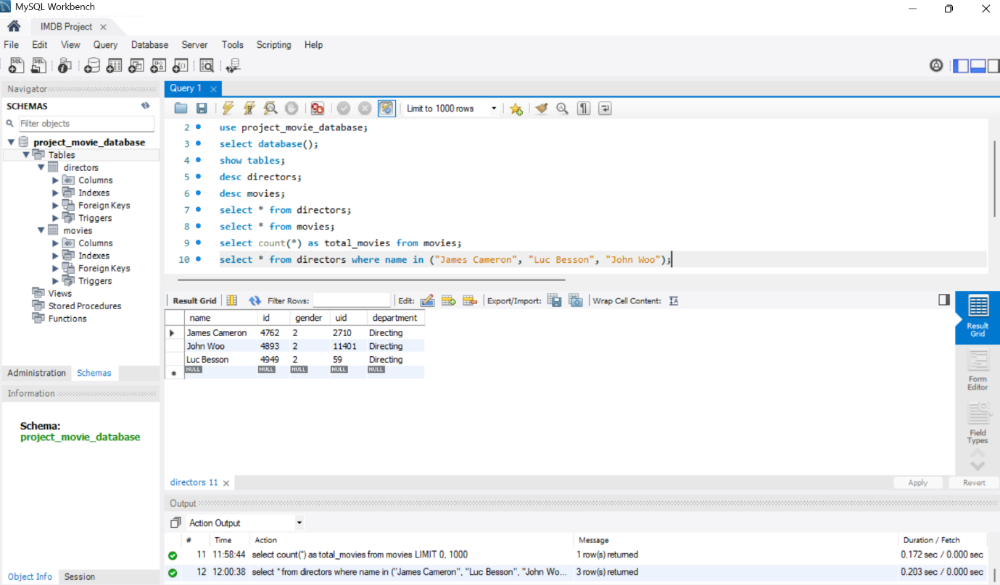 MySQL Workbench
IMDB Project
File Edit View Query Database Server Tools Scripting Help
Navigator
SCHEMAS
Filter objects
project_movie_database
Tables
directors
Columns
Indexes
Foreign Keys
Triggers
movies
Columns
Indexes
Foreign Keys
Triggers
Views
Stored Procedures
Functions
Administration Schemas
Information
Schema:
project_movie_database
Object Info Session
Query 1
Limit to 1000 rows
2 use project_movie_database;
3 select database();
4 show tables;
5 desc directors;
6 desc movies;
7 select * from directors;
8 select * from movies;
9 select count(*) as total_movies from movies;
10 select * from directors where name in ("James Cameron", "Luc Besson", "John Woo");
Result Grid Filter Rows: Edit: Export/Import: Wrap Cell Content:
name id gender uid department
James Cameron 4762 2 2710 Directing
John Woo 4893 2 11401 Directing
Luc Besson 4949 2 59 Directing
NULL NULL NULL NULL NULL
Result
Grid
Form
Editor
Field
Types
directors 11
Apply Revert
Output
Action Output
# Time Action Message Duration / Fetch
11 11:58:44 select count(*) as total_movies from movies LIMIT 0, 1000 1 row(s) returned 0.172 sec / 0.000 sec
12 12:00:38 select * from directors where name in ("James Cameron", "Luc Besson", "John Wo... 3 row(s) returned 0.203 sec / 0.000 sec